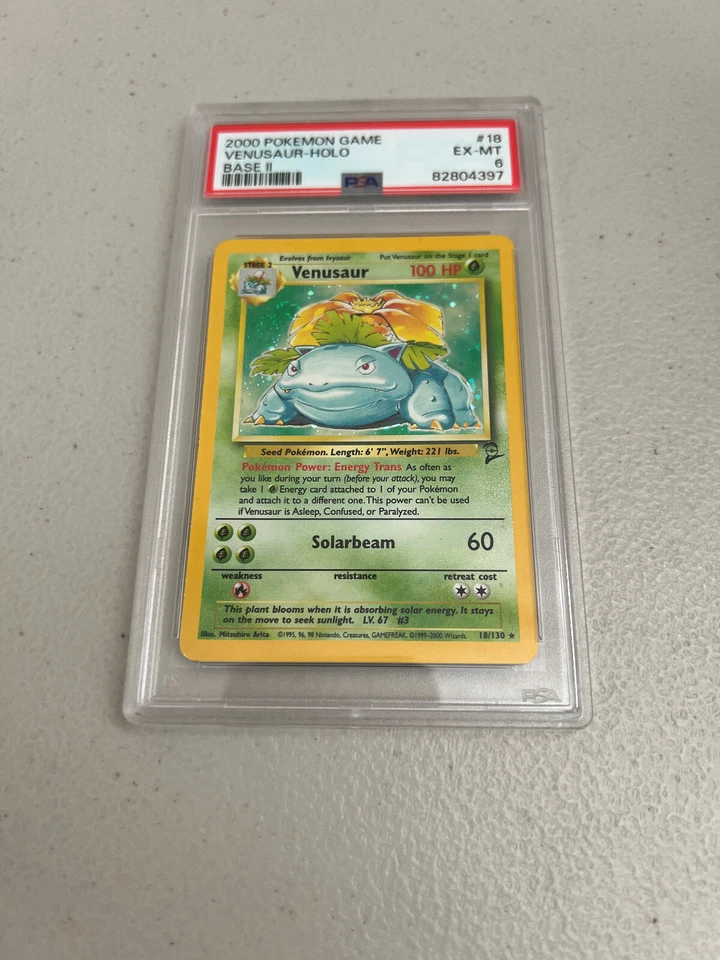 2000 POKEMON GAME #18
VENUSAUR-HOLO EX-MT
BASE II 6
PSA 82804397
STAGE 2 Evolves from Ivysaur Put Venusaur on the Stage 1 card
Venusaur 100 HP
Seed Pokémon. Length: 6' 7", Weight: 221 lbs.
Pokémon Power: Energy Trans As often as
you like during your turn (before your attack), you may
take 1 Energy card attached to 1 of your Pokémon
and attach it to a different one. This power can't be used
if Venusaur is Asleep, Confused, or Paralyzed.
Solarbeam 60
weakness resistance retreat cost
This plant blooms when it is absorbing solar energy. It stays
on the move to seek sunlight. LV. 67 #3
Illus. Mitsuhiro Arita ©1995, 96, 98 Nintendo, Creatures, GAMEFREAK. ©1999-2000 Wizards. 18/130 ★
PSA